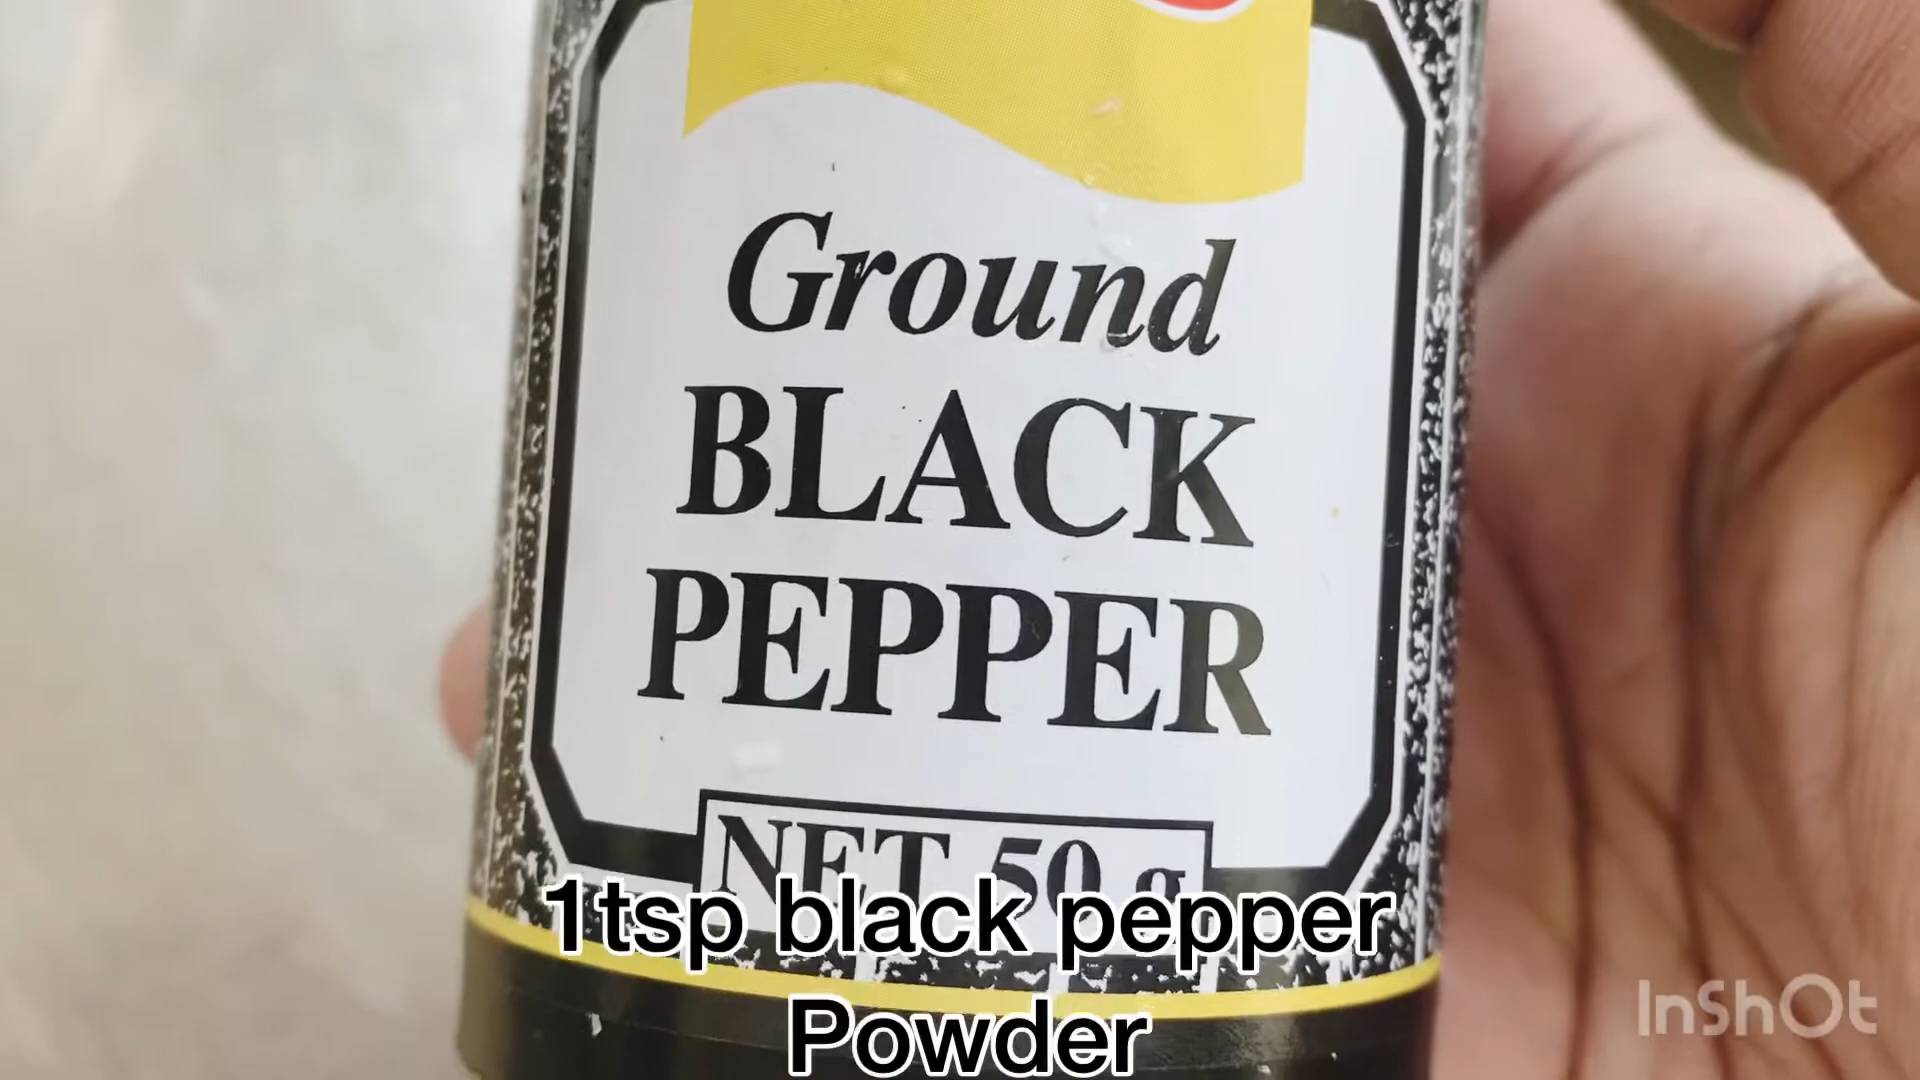 Ground
BLACK
PEPPER
NET 50 g
1tsp black pepper
Powder
InShOt